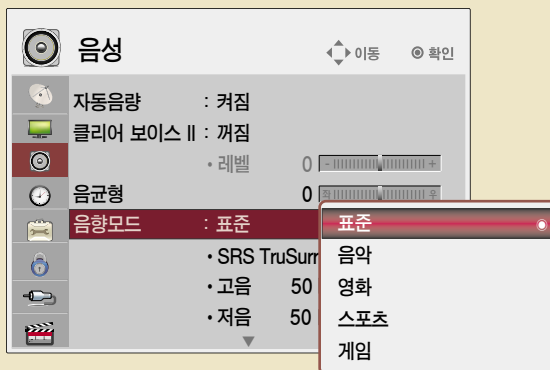 음성 이동 확인
자동음량 : 켜짐
클리어 보이스 II : 꺼짐
• 레벨 0 - +
음균형 0 좌 우
음향모드 : 표준
• SRS TruSurr
• 고음 50
• 저음 50
표준
음악
영화
스포츠
게임